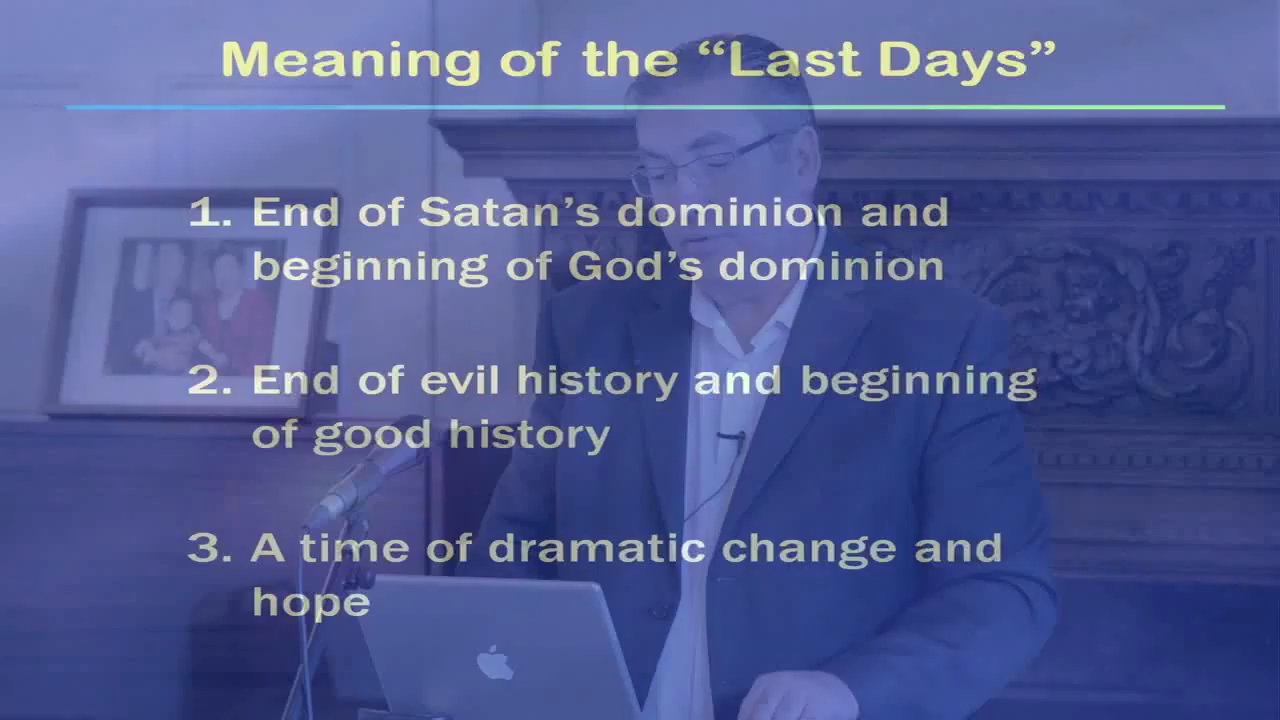 Meaning of the “Last Days”
1. End of Satan’s dominion and
beginning of God’s dominion
2. End of evil history and beginning
of good history
3. A time of dramatic change and
hope